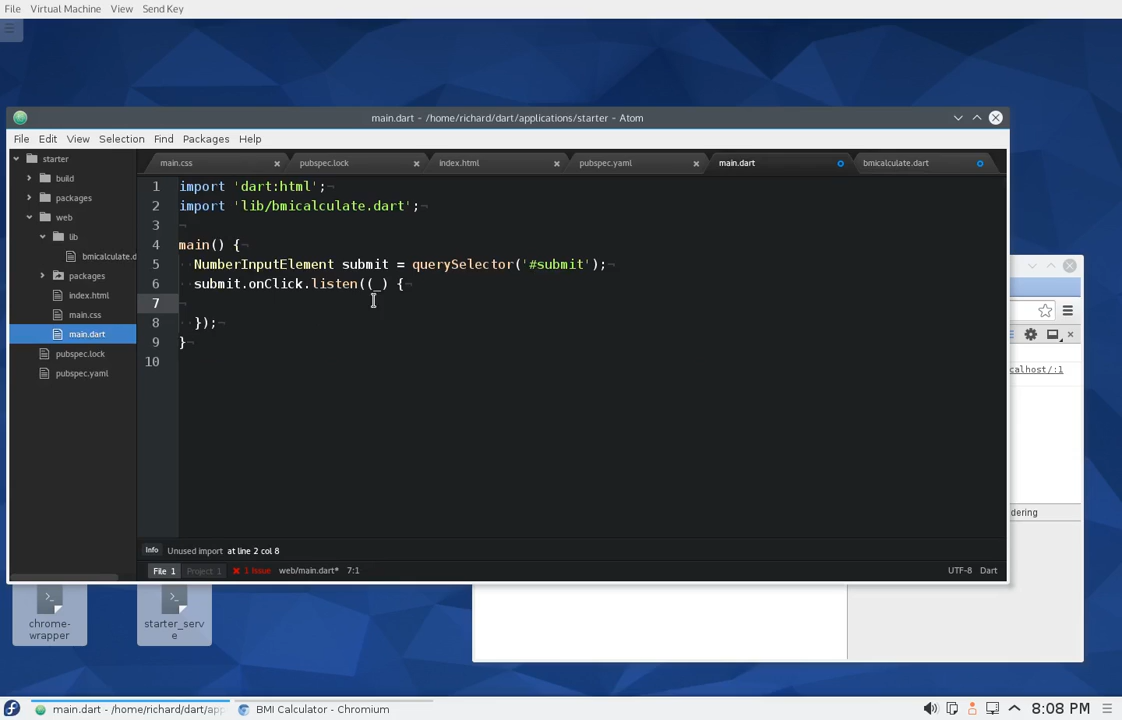 File Virtual Machine View Send Key
main.dart - /home/richard/dart/applications/starter - Atom
File Edit View Selection Find Packages Help
starter
build
packages
web
lib
bmicalculate.d
packages
index.html
main.css
main.dart
pubspec.lock
pubspec.yaml
main.css pubspec.lock index.html pubspec.yaml main.dart bmicalculate.dart
1 import 'dart:html';¬
2 import 'lib/bmicalculate.dart';¬
3 ¬
4 main() {¬
5 ··NumberInputElement submit = querySelector('#submit');¬
6 ··submit.onClick.listen((_) {¬
7 ¬
8 ··});¬
9 }¬
10
Info Unused import at line 2 col 8
File 1 Project 1 1 Issue web/main.dart* 7:1 UTF-8 Dart
calhost/:1
dering
chrome-
wrapper
starter_serv
e
main.dart - /home/richard/dart/app
BMI Calculator - Chromium
8:08 PM